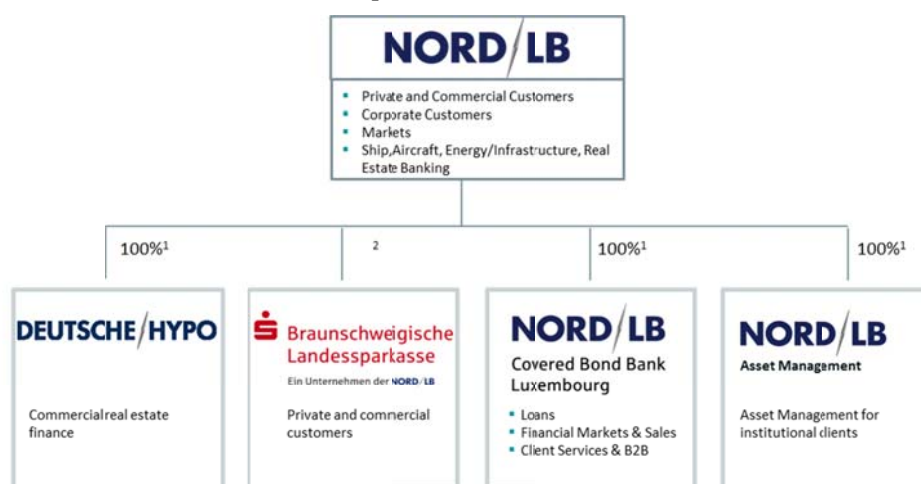 NORD/LB
Private and Commercial Customers
Corporate Customers
Markets
Ship,Aircraft, Energy/Infrastructure, Real
Estate Banking
100%¹
2
100%¹
100%¹
DEUTSCHE/HYPO
Commercial real estate
finance
Braunschweigische
Landessparkasse
Ein Unternehmen der NORD/LB
Private and commercial
customers
NORD/LB
Covered Bond Bank
Luxembourg
Loans
Financial Markets & Sales
Client Services & B2B
NORD/LB
Asset Management
Asset Management for
institutional clients